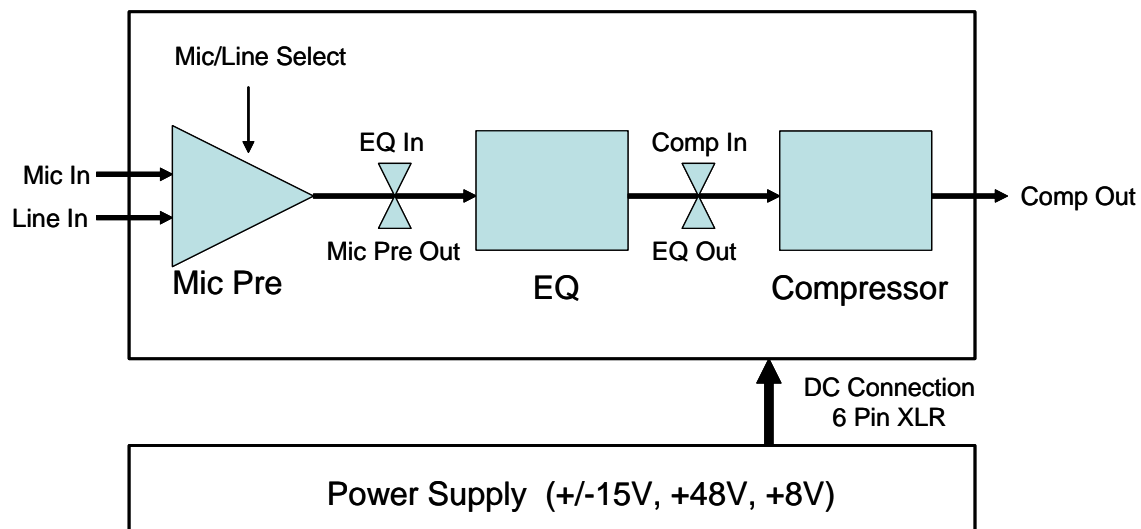 Mic/Line Select
EQ In
Comp In
Mic In
Line In
Comp Out
Mic Pre Out
EQ Out
Mic Pre
EQ
Compressor
DC Connection
6 Pin XLR
Power Supply (+/-15V, +48V, +8V)